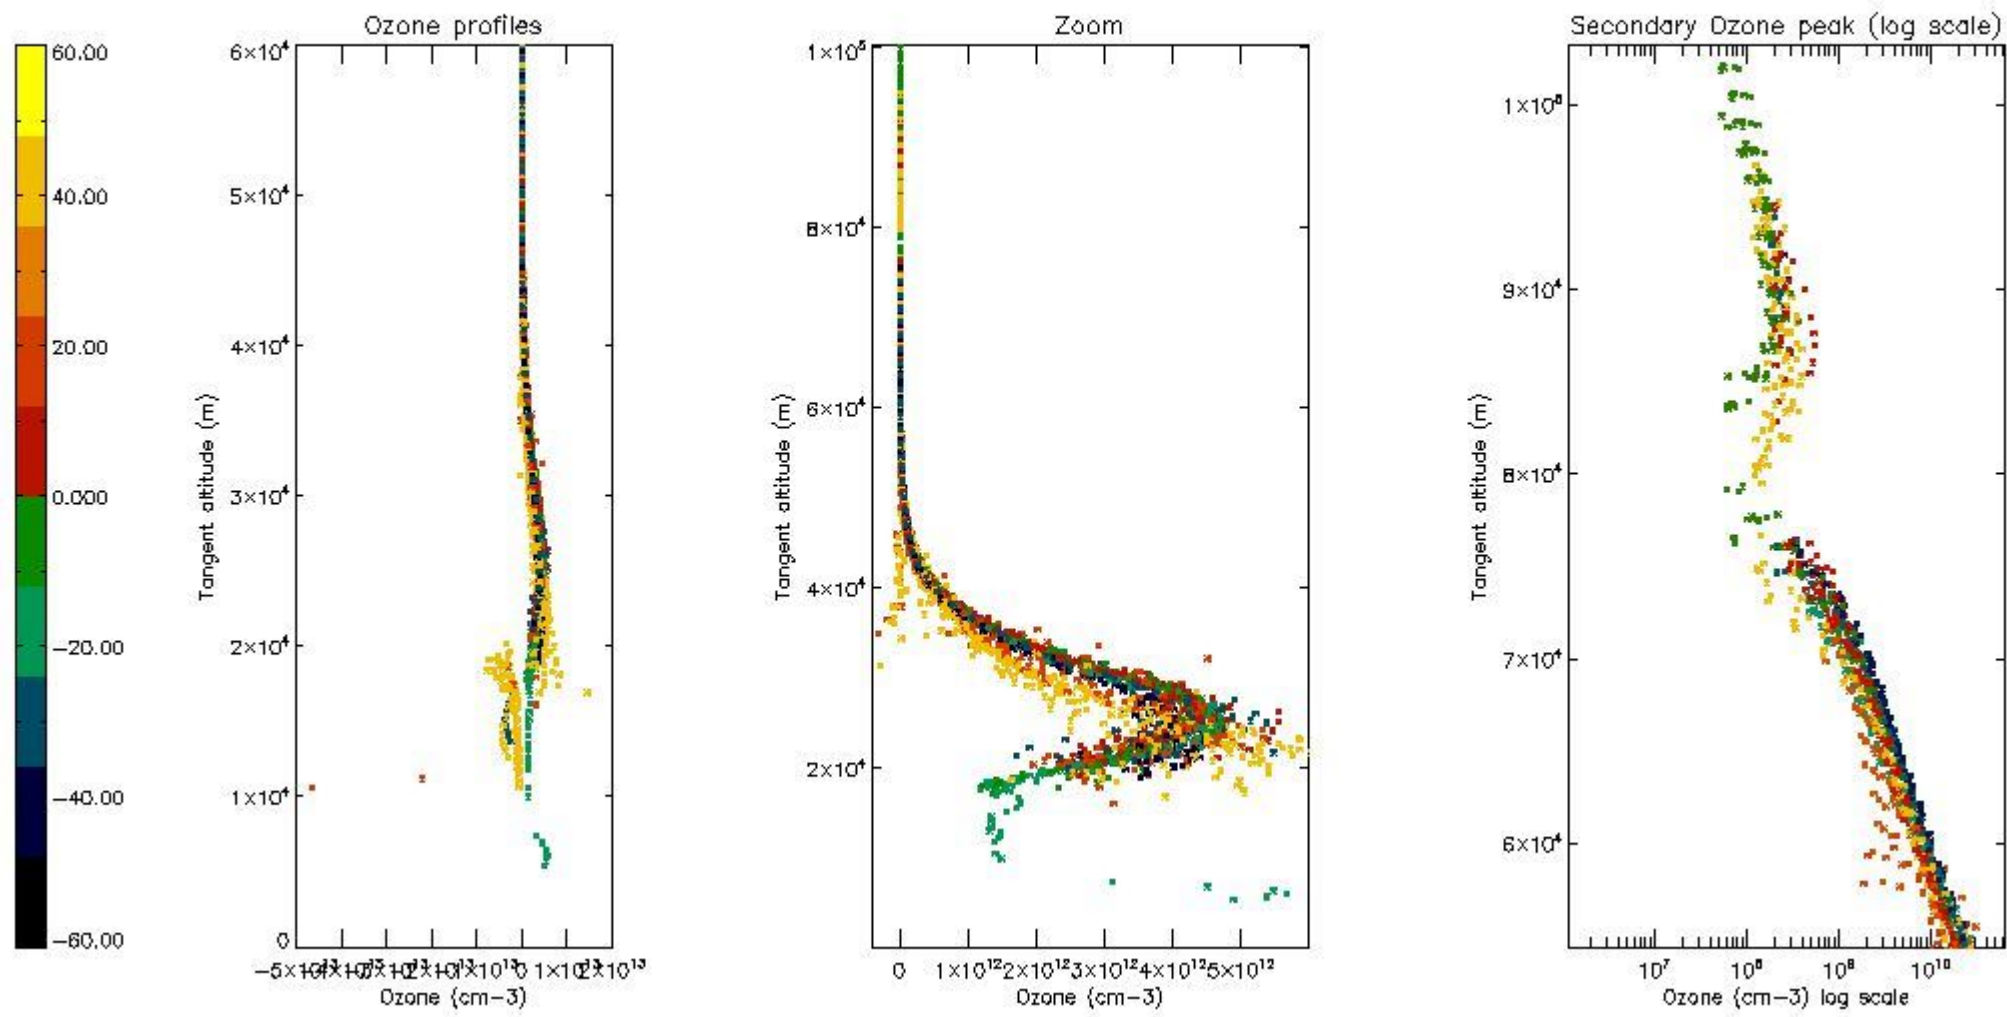 Ozone profiles
Zoom
Secondary Ozone peak (log scale)
60.00
40.00
20.00
0.000
−20.00
−40.00
−60.00
6×10⁴
5×10⁴
4×10⁴
3×10⁴
2×10⁴
1×10⁴
0
Tangent altitude (m)
0 1×10¹³ 2×10¹³
Ozone (cm−3)
1×10⁵
8×10⁴
6×10⁴
4×10⁴
2×10⁴
Tangent altitude (m)
0 1×10¹² 2×10¹² 3×10¹² 4×10¹² 5×10¹²
Ozone (cm−3)
9×10⁴
8×10⁴
7×10⁴
6×10⁴
Tangent altitude (m)
10⁷ 10⁸ 10⁹ 10¹⁰
Ozone (cm−3) log scale